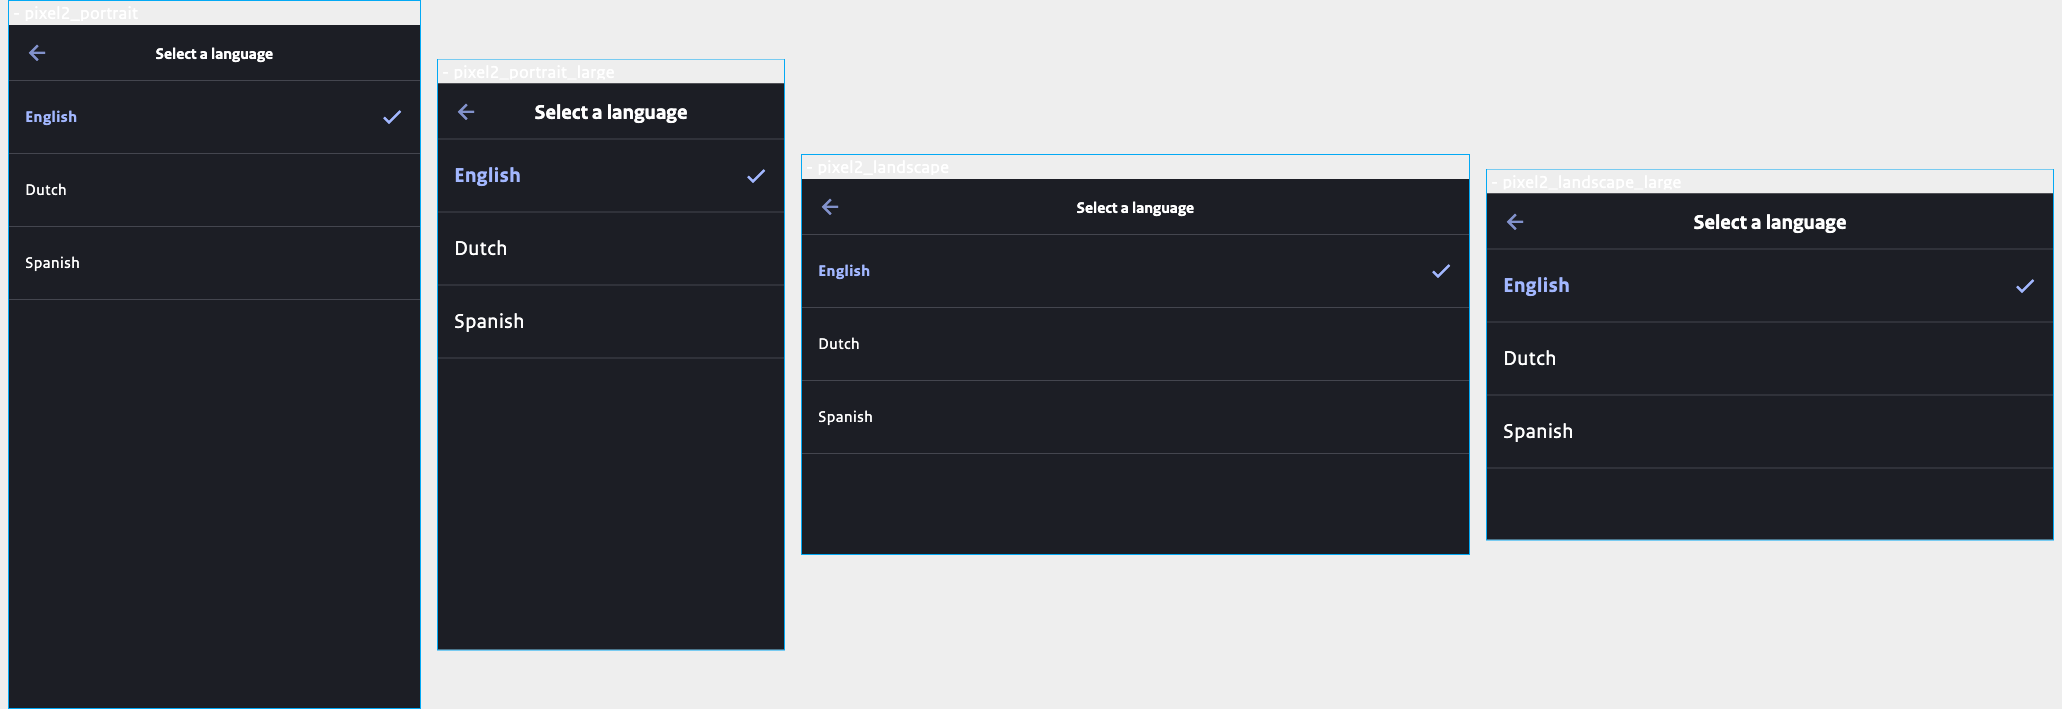 - pixel2_portrait
Select a language
English
Dutch
Spanish
- pixel2_portrait_large
Select a language
English
Dutch
Spanish
- pixel2_landscape
Select a language
English
Dutch
Spanish
- pixel2_landscape_large
Select a language
English
Dutch
Spanish